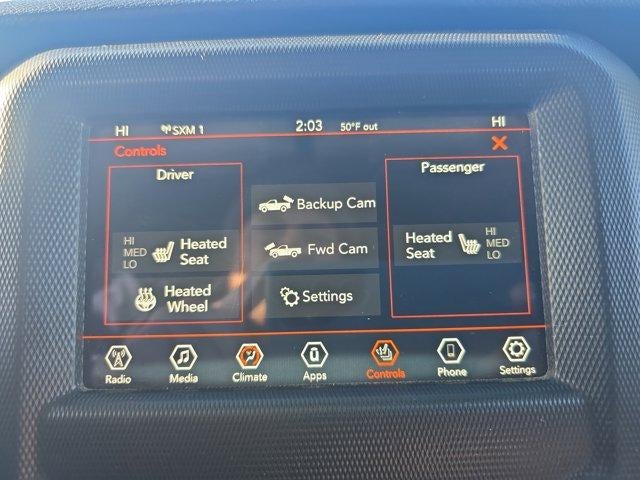 HI SXM 1 2:03 50°F out HI
Controls
Driver
HI
MED
LO
Heated
Seat
Heated
Wheel
Backup Cam
Fwd Cam
Settings
Passenger
Heated
Seat
HI
MED
LO
Radio Media Climate Apps Controls Phone Settings